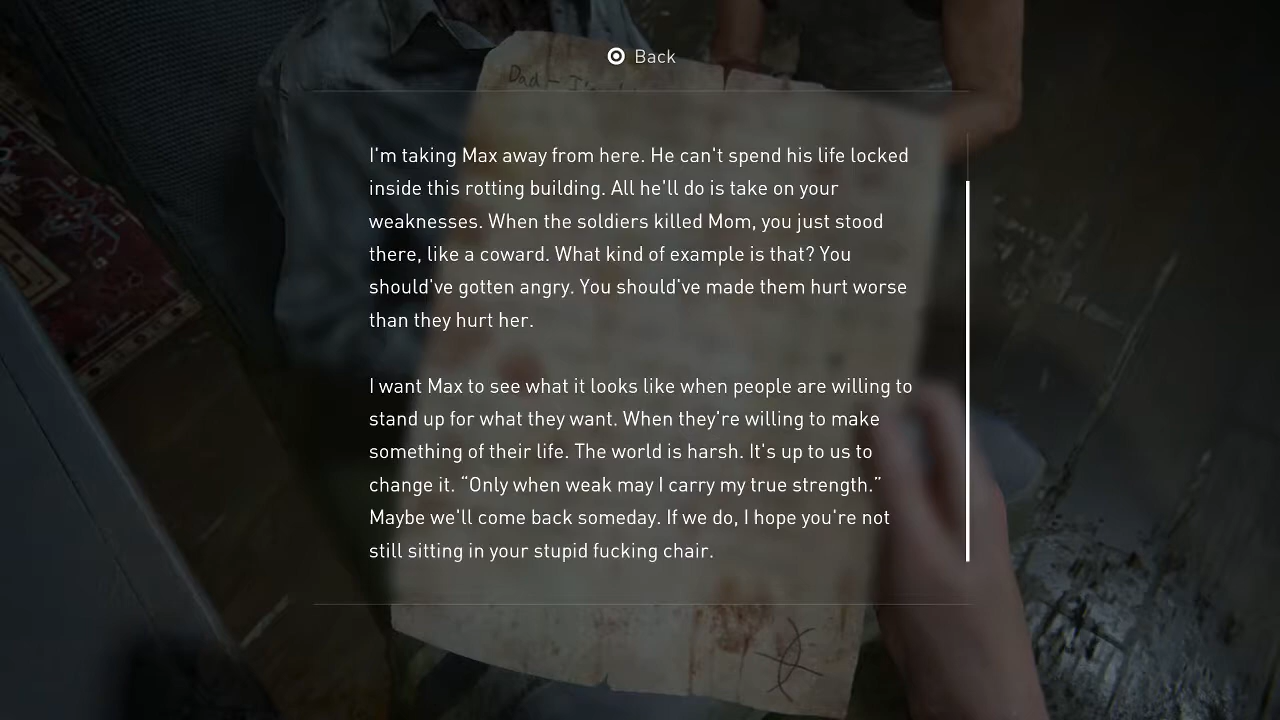 Back
Dad - I'm
I'm taking Max away from here. He can't spend his life locked
inside this rotting building. All he'll do is take on your
weaknesses. When the soldiers killed Mom, you just stood
there, like a coward. What kind of example is that? You
should've gotten angry. You should've made them hurt worse
than they hurt her.
I want Max to see what it looks like when people are willing to
stand up for what they want. When they're willing to make
something of their life. The world is harsh. It's up to us to
change it. “Only when weak may I carry my true strength.”
Maybe we'll come back someday. If we do, I hope you're not
still sitting in your stupid fucking chair.